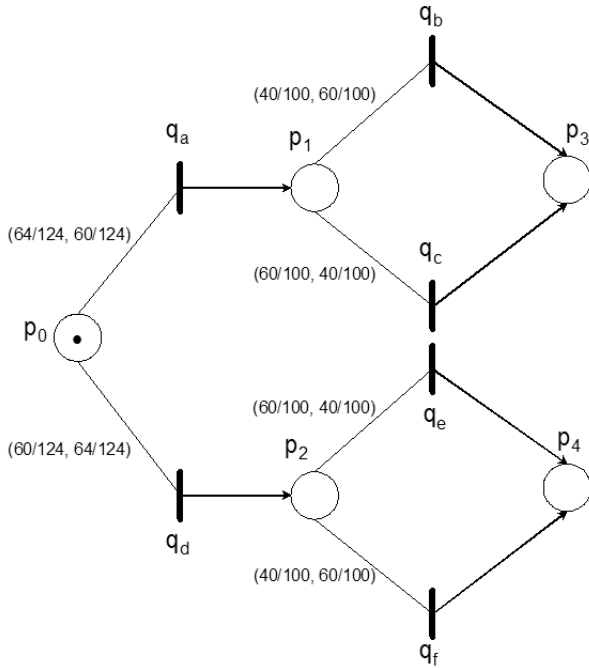 q_b
(40/100, 60/100)
p_1
p_3
q_a
(64/124, 60/124)
q_c
(60/100, 40/100)
p_0
(60/100, 40/100)
q_e
(60/124, 64/124)
p_2
p_4
q_d
(40/100, 60/100)
q_f